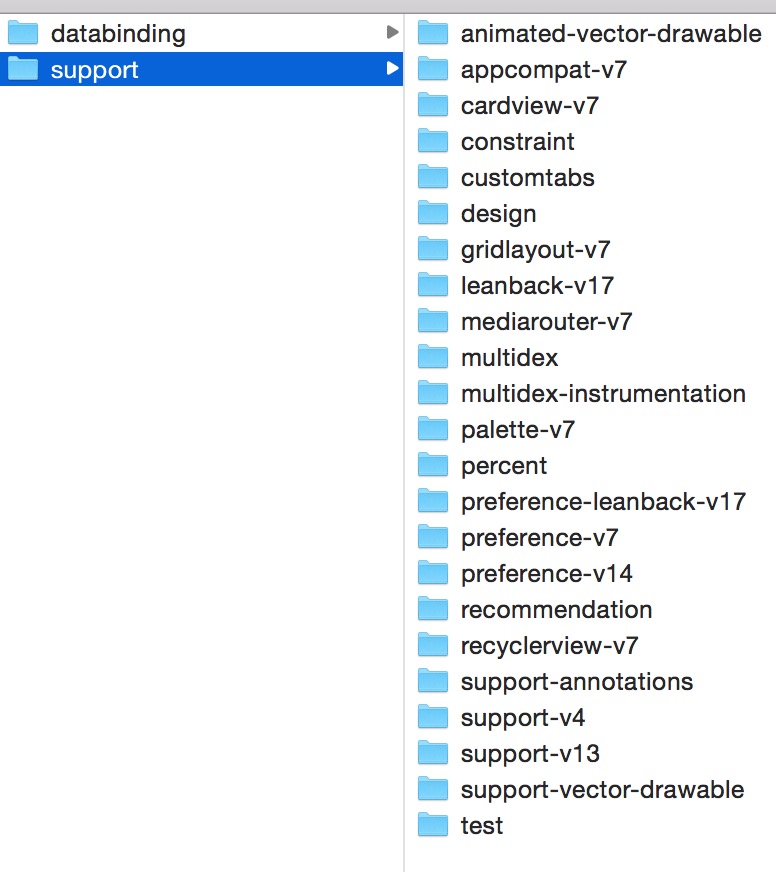 databinding
support
animated-vector-drawable
appcompat-v7
cardview-v7
constraint
customtabs
design
gridlayout-v7
leanback-v17
mediarouter-v7
multidex
multidex-instrumentation
palette-v7
percent
preference-leanback-v17
preference-v7
preference-v14
recommendation
recyclerview-v7
support-annotations
support-v4
support-v13
support-vector-drawable
test